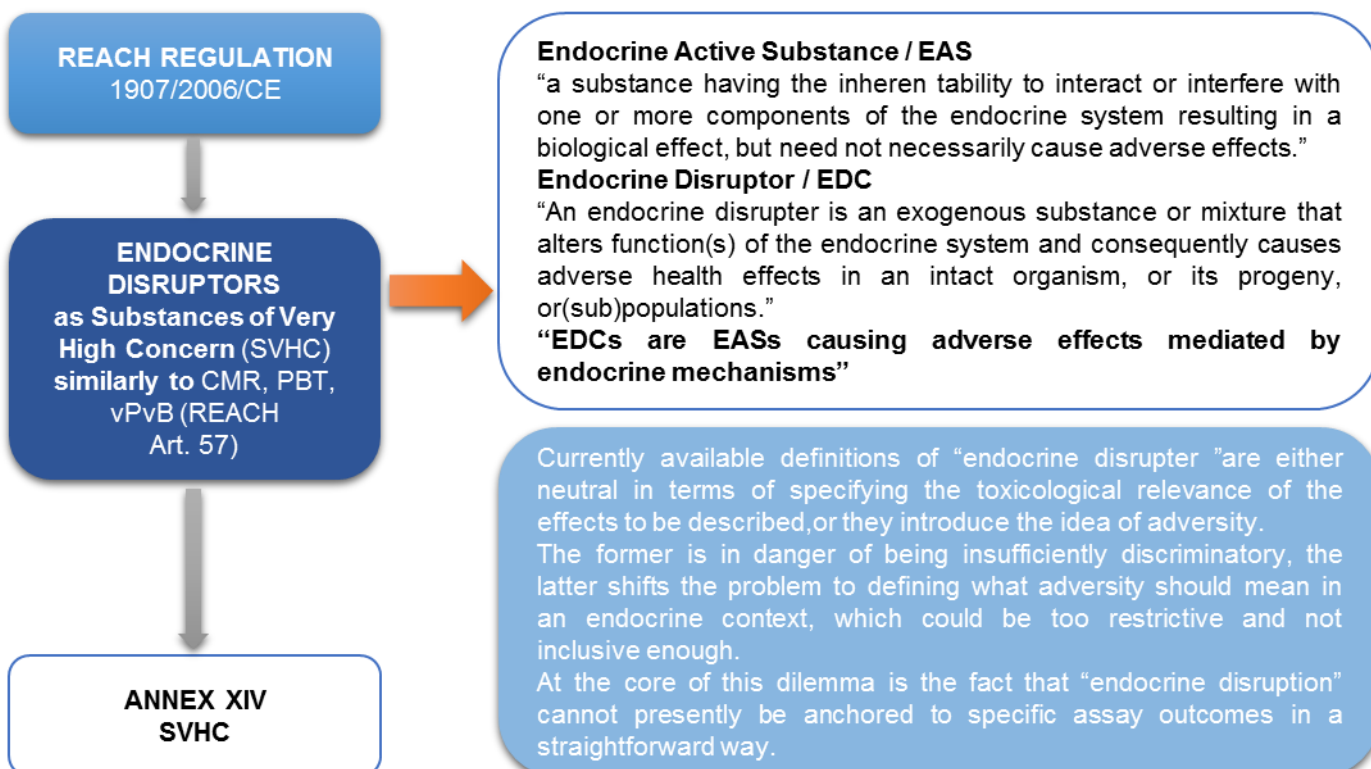 REACH REGULATION
1907/2006/CE
ENDOCRINE
DISRUPTORS
as Substances of Very
High Concern (SVHC)
similarly to CMR, PBT,
vPvB (REACH
Art. 57)
ANNEX XIV
SVHC
Endocrine Active Substance / EAS
“a substance having the inheren tability to interact or interfere with
one or more components of the endocrine system resulting in a
biological effect, but need not necessarily cause adverse effects.”
Endocrine Disruptor / EDC
“An endocrine disrupter is an exogenous substance or mixture that
alters function(s) of the endocrine system and consequently causes
adverse health effects in an intact organism, or its progeny,
or(sub)populations.”
“EDCs are EASs causing adverse effects mediated by
endocrine mechanisms”
Currently available definitions of “endocrine disrupter ”are either
neutral in terms of specifying the toxicological relevance of the
effects to be described,or they introduce the idea of adversity.
The former is in danger of being insufficiently discriminatory, the
latter shifts the problem to defining what adversity should mean in
an endocrine context, which could be too restrictive and not
inclusive enough.
At the core of this dilemma is the fact that “endocrine disruption”
cannot presently be anchored to specific assay outcomes in a
straightforward way.